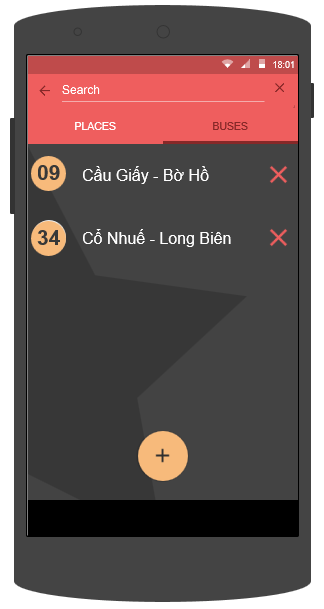 18:01
Search
PLACES
BUSES
09 Cầu Giấy - Bờ Hồ
34 Cổ Nhuế - Long Biên
+